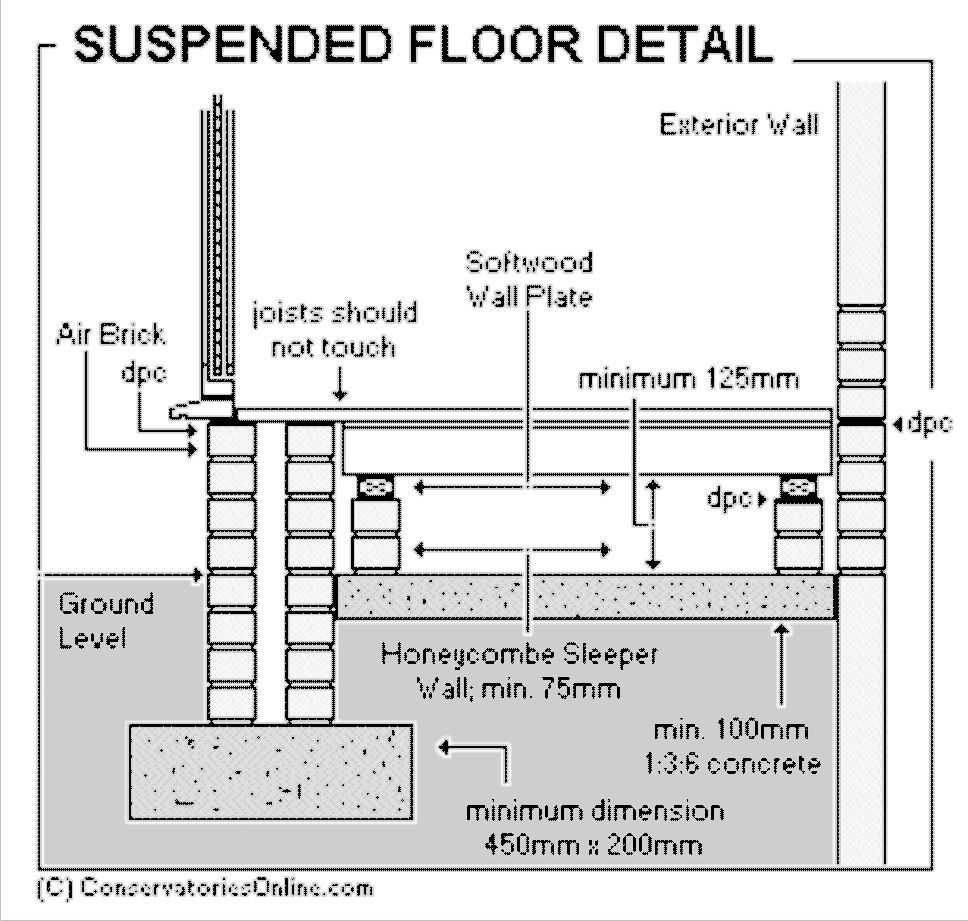 SUSPENDED FLOOR DETAIL
Exterior Wall
Softwood
Wall Plate
joists should
not touch
Air Brick
dpc
minimum 125mm
dpc
dpc
Ground
Level
Honeycombe Sleeper
Wall; min. 75mm
min. 100mm
1:3:6 concrete
minimum dimension
450mm x 200mm
(C) ConservatoriesOnline.com